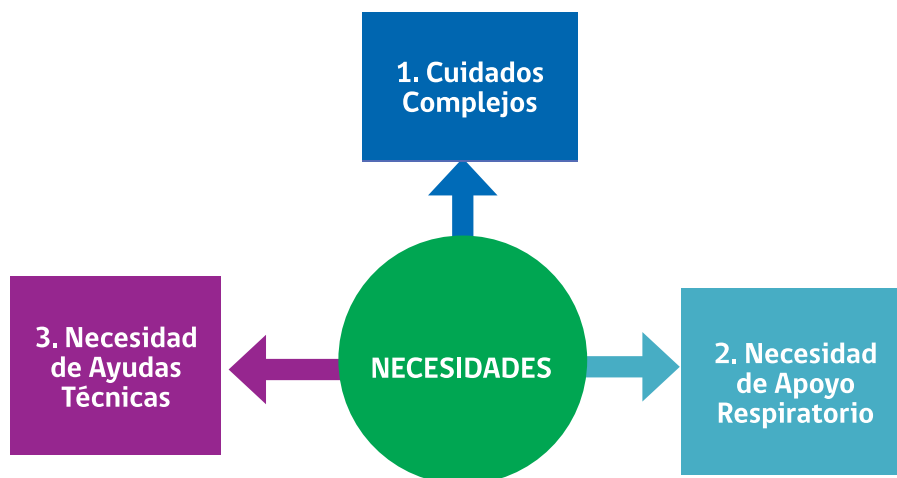 1. Cuidados
Complejos
NECESIDADES
2. Necesidad
de Apoyo
Respiratorio
3. Necesidad
de Ayudas
Técnicas